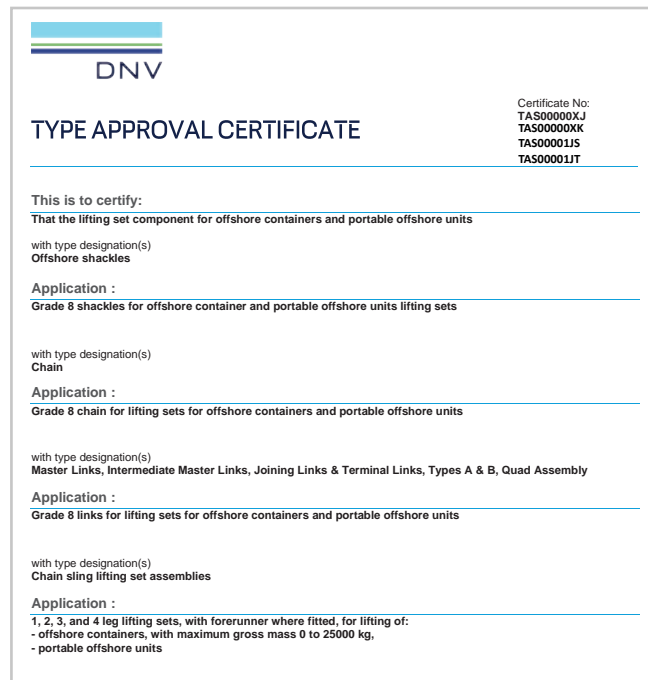 DNV
Certificate No:
TAS00000XJ
TAS00000XK
TAS00001JS
TAS00001JT
TYPE APPROVAL CERTIFICATE
This is to certify:
That the lifting set component for offshore containers and portable offshore units
with type designation(s)
Offshore shackles
Application :
Grade 8 shackles for offshore container and portable offshore units lifting sets
with type designation(s)
Chain
Application :
Grade 8 chain for lifting sets for offshore containers and portable offshore units
with type designation(s)
Master Links, Intermediate Master Links, Joining Links & Terminal Links, Types A & B, Quad Assembly
Application :
Grade 8 links for lifting sets for offshore containers and portable offshore units
with type designation(s)
Chain sling lifting set assemblies
Application :
1, 2, 3, and 4 leg lifting sets, with forerunner where fitted, for lifting of:
- offshore containers, with maximum gross mass 0 to 25000 kg,
- portable offshore units